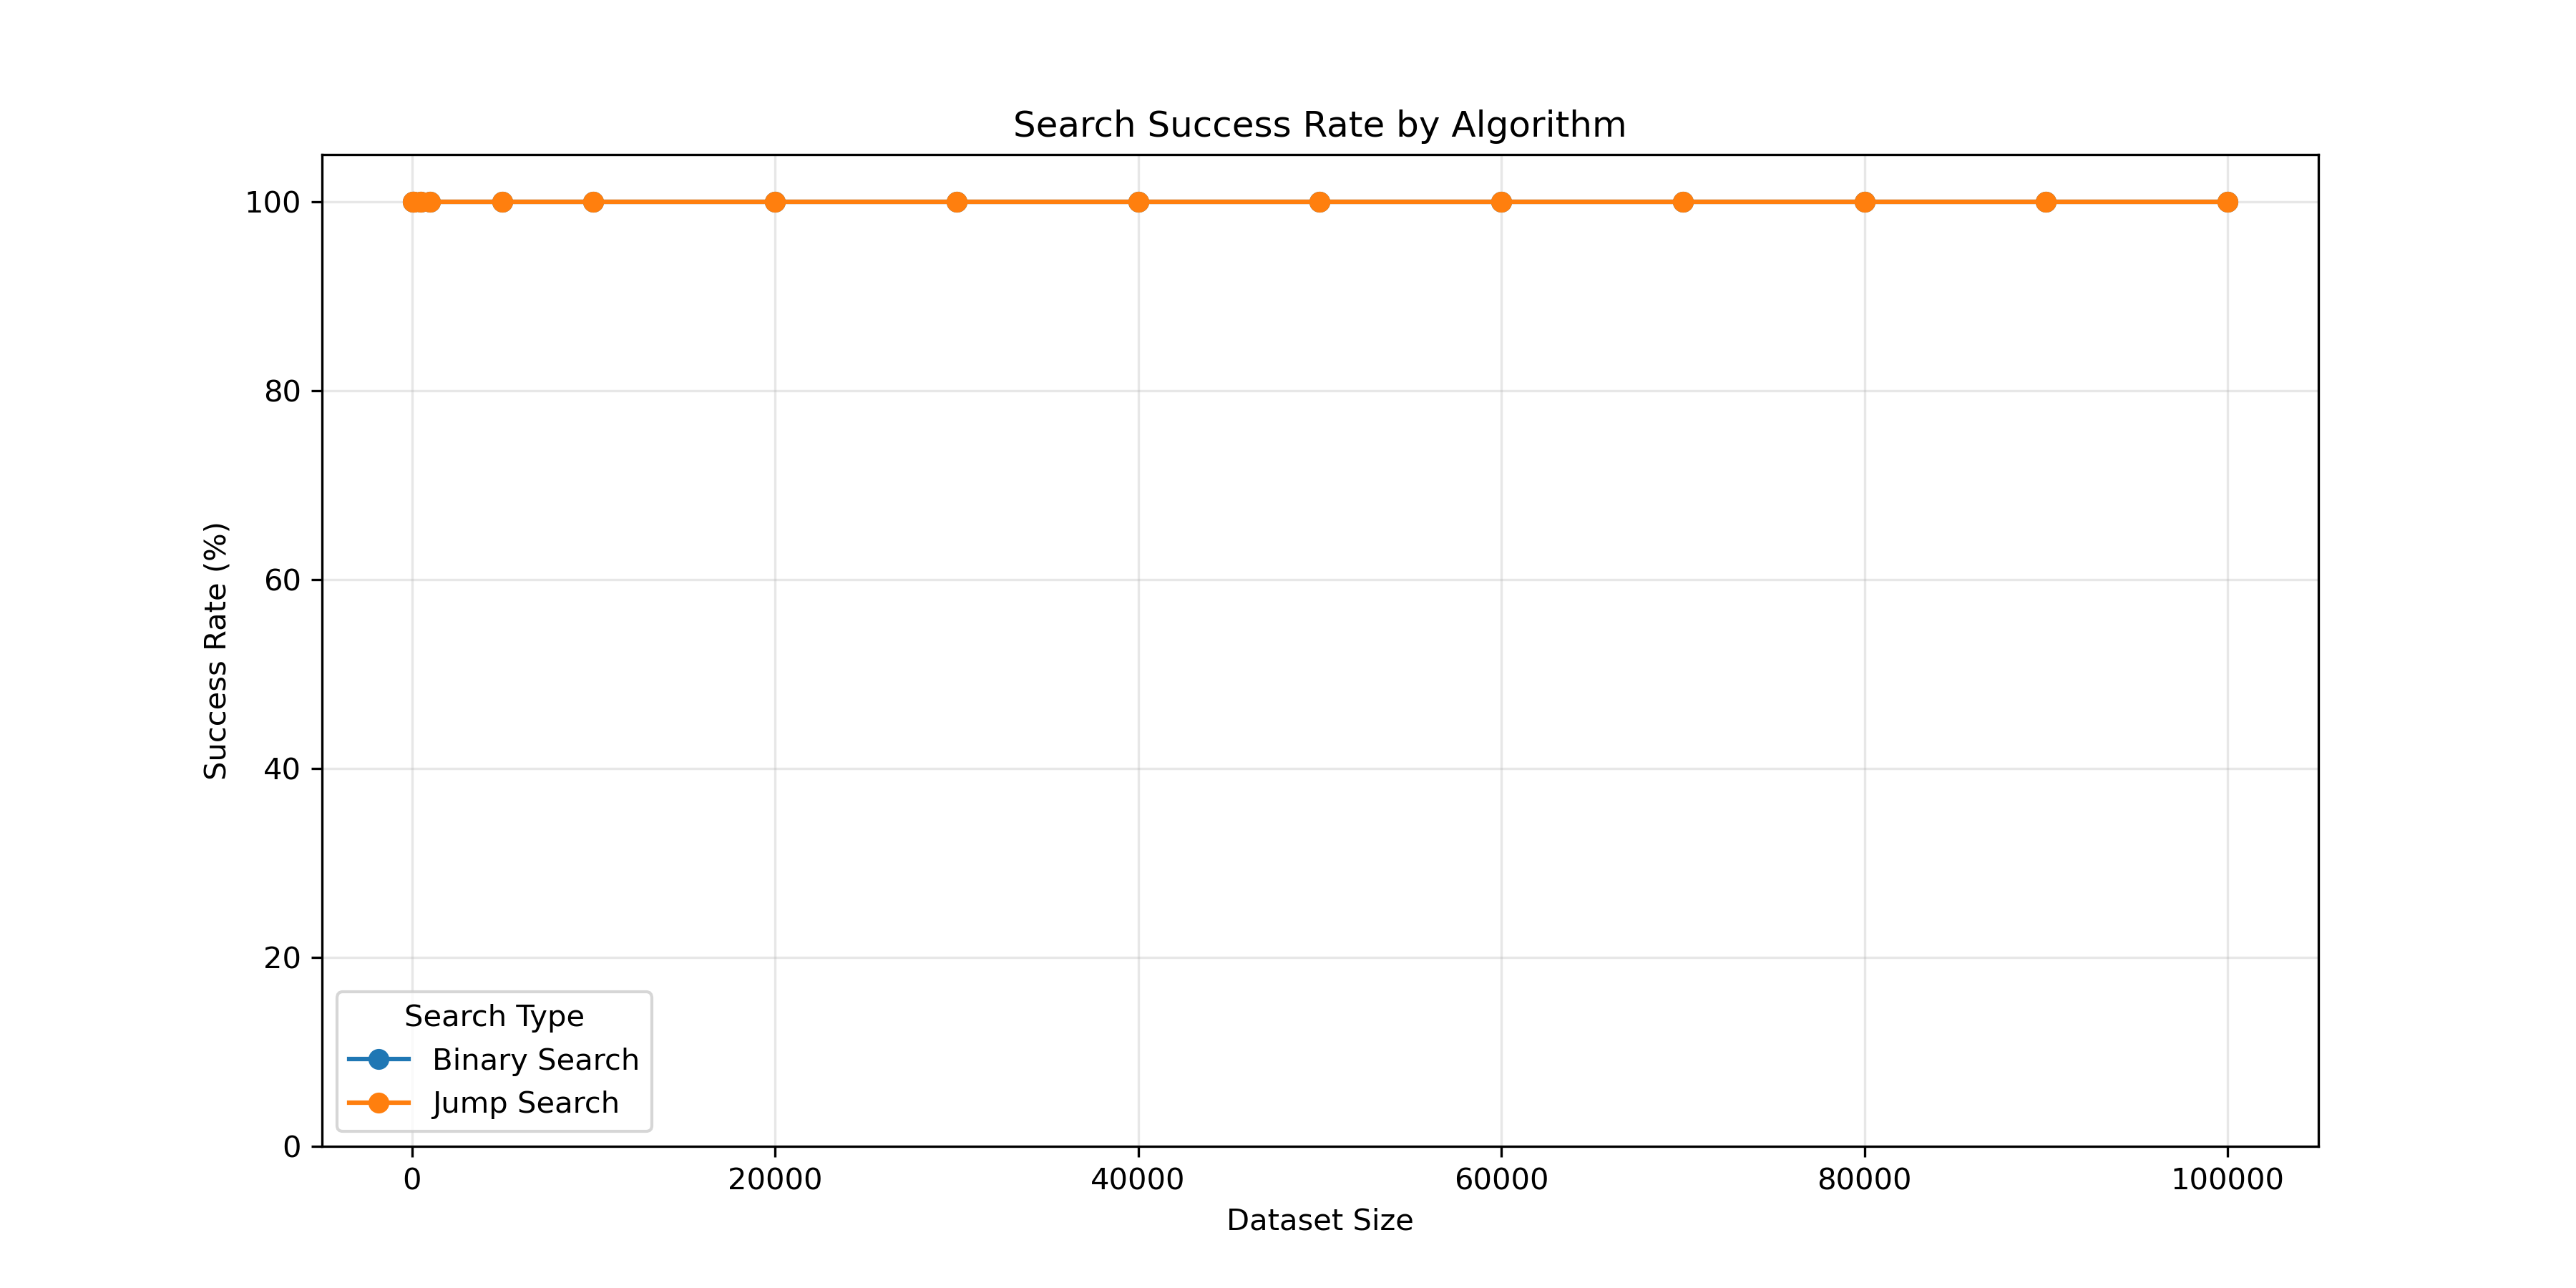 Search Success Rate by Algorithm
100
80
60
40
20
0
Success Rate (%)
Search Type
Binary Search
Jump Search
0 20000 40000 60000 80000 100000
Dataset Size